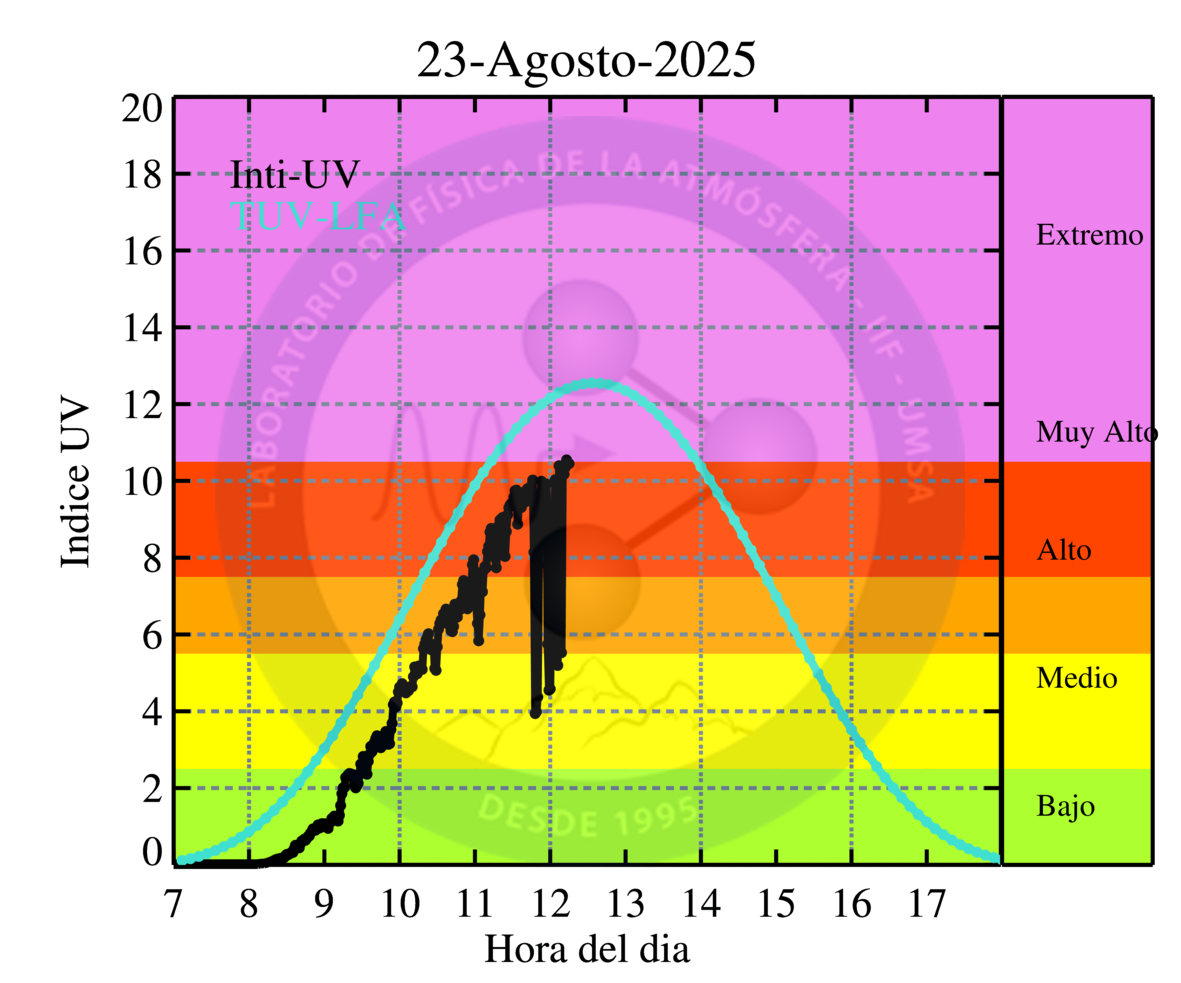 23-Agosto-2025
20
18
16
14
12
10
8
6
4
2
0
Indice UV
Inti-UV
TUV-LFA
LABORATORIO DE FÍSICA DE LA ATMÓSFERA - IIF - UMSA
DESDE 1995
Extremo
Muy Alto
Alto
Medio
Bajo
7 8 9 10 11 12 13 14 15 16 17
Hora del dia